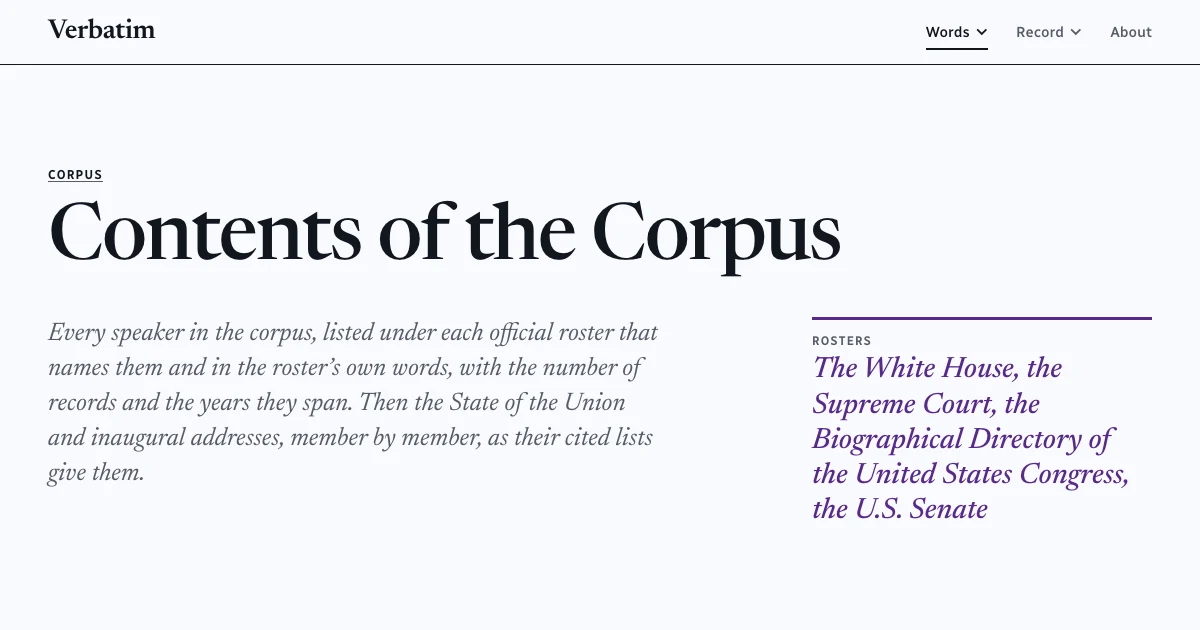 Verbatim
Words
Record
About
CORPUS
Contents of the Corpus
Every speaker in the corpus, listed under each official roster that
names them and in the roster’s own words, with the number of
records and the years they span. Then the State of the Union
and inaugural addresses, member by member, as their cited lists
give them.
ROSTERS
The White House, the
Supreme Court, the
Biographical Directory of
the United States Congress,
the U.S. Senate